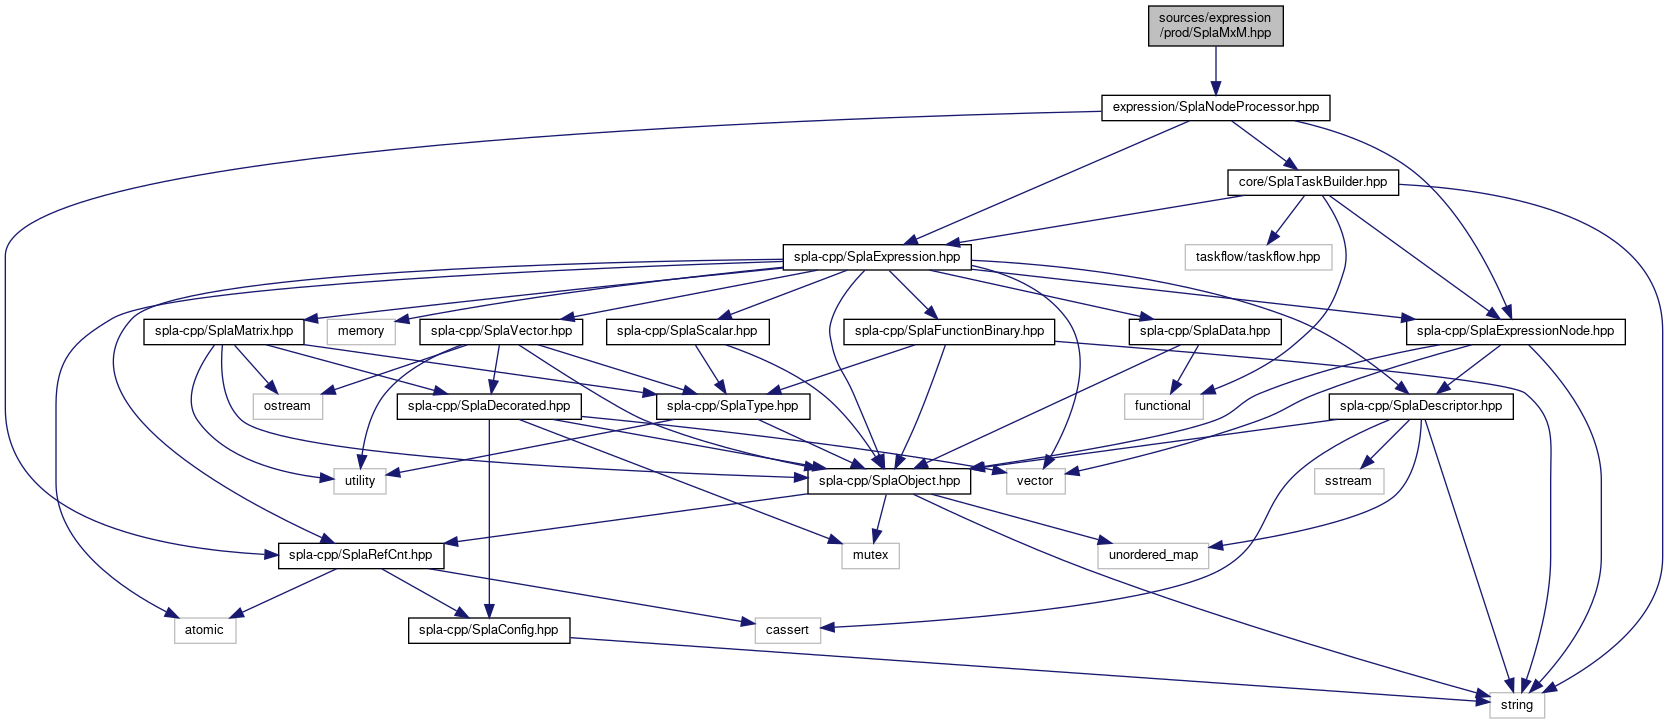 sources/expression
/prod/SplaMxM.hpp
expression/SplaNodeProcessor.hpp
core/SplaTaskBuilder.hpp
spla-cpp/SplaExpression.hpp
taskflow/taskflow.hpp
spla-cpp/SplaMatrix.hpp
memory
spla-cpp/SplaVector.hpp
spla-cpp/SplaScalar.hpp
spla-cpp/SplaFunctionBinary.hpp
spla-cpp/SplaData.hpp
spla-cpp/SplaExpressionNode.hpp
ostream
spla-cpp/SplaDecorated.hpp
spla-cpp/SplaType.hpp
functional
spla-cpp/SplaDescriptor.hpp
utility
spla-cpp/SplaObject.hpp
vector
sstream
spla-cpp/SplaRefCnt.hpp
mutex
unordered_map
atomic
spla-cpp/SplaConfig.hpp
cassert
string